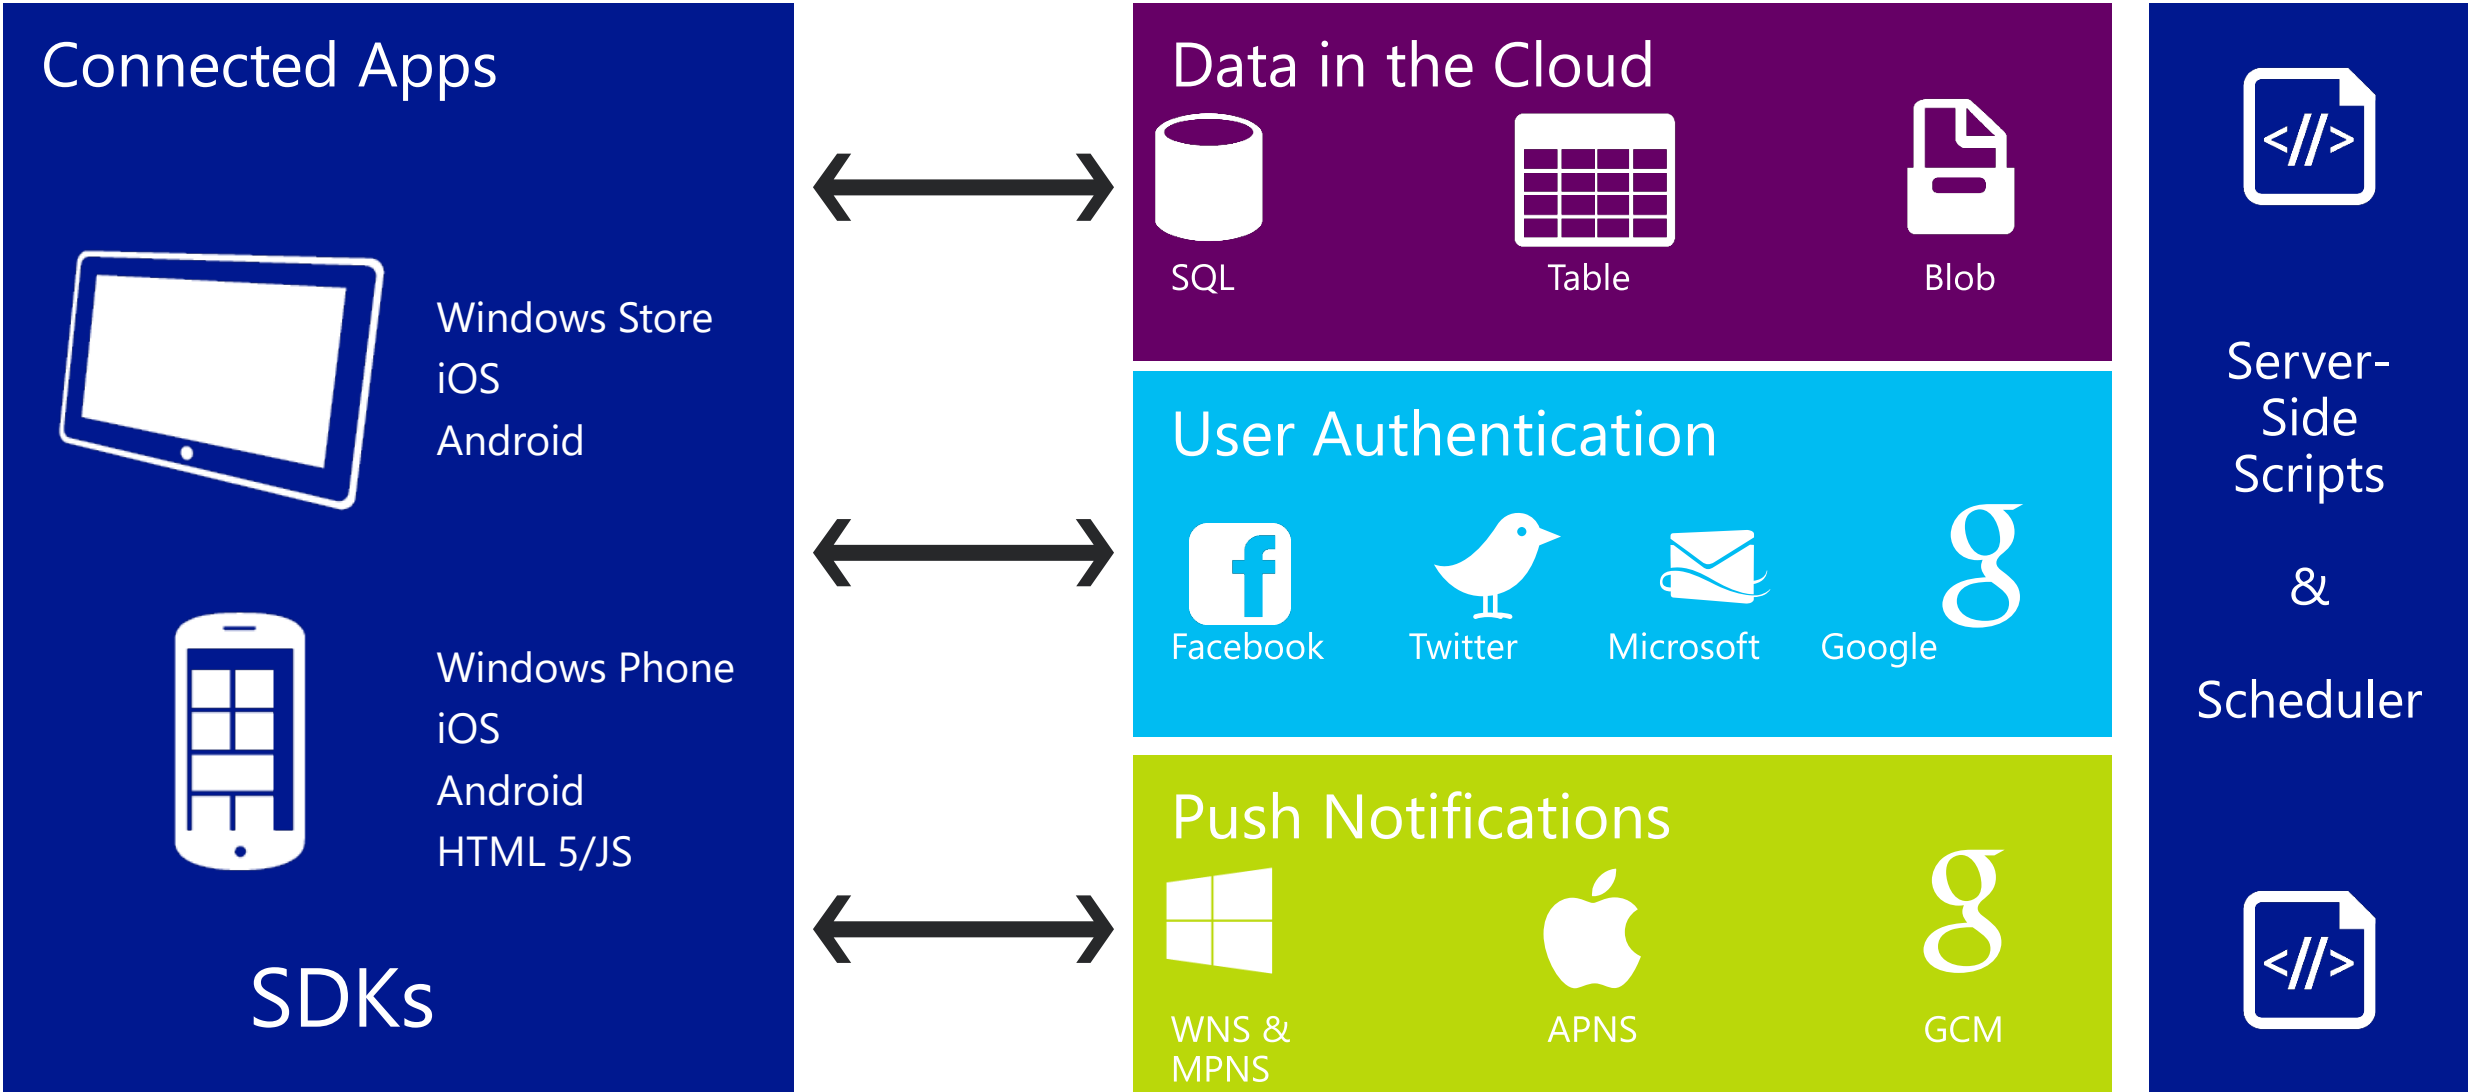 Connected Apps
Windows Store
iOS
Android
Windows Phone
iOS
Android
HTML 5/JS
SDKs
Data in the Cloud
SQL
Table
Blob
User Authentication
f
g
Facebook
Twitter
Microsoft
Google
Push Notifications
g
WNS &
MPNS
APNS
GCM
<//>
Server-
Side
Scripts
&
Scheduler
<//>